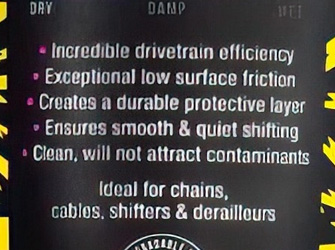 DRY DAMP WET
• Incredible drivetrain efficiency
• Exceptional low surface friction
• Creates a durable protective layer
• Ensures smooth & quiet shifting
• Clean, will not attract contaminants
Ideal for chains,
cables, shifters & derailleurs